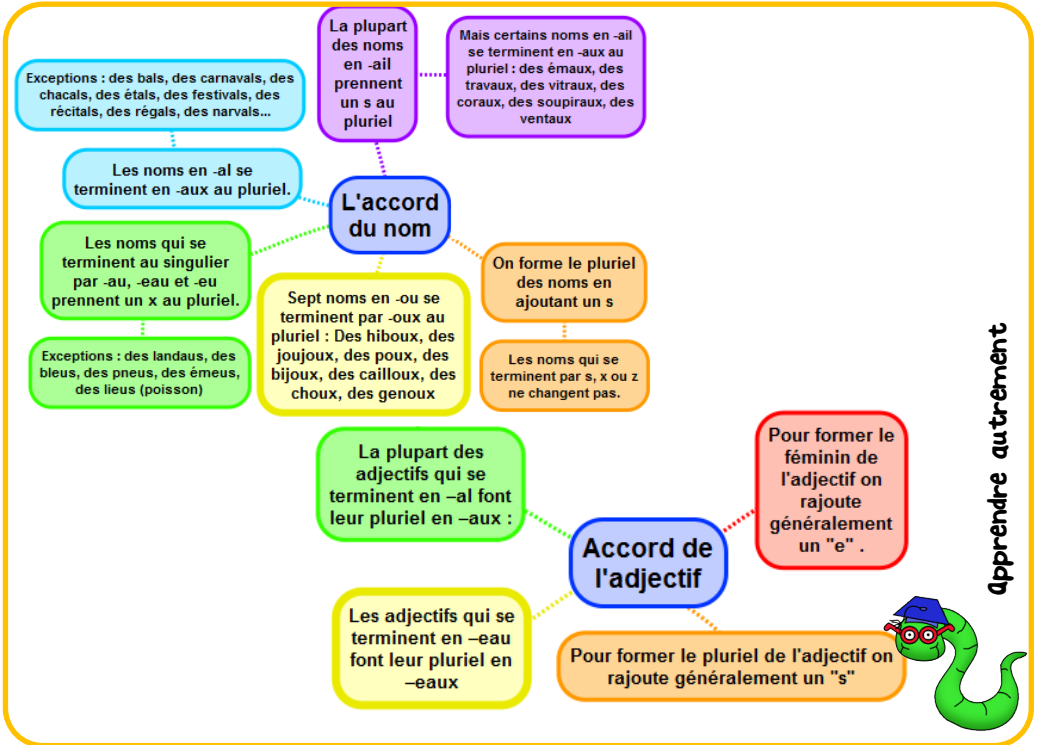 La plupart
des noms
en -ail
prennent
un s au
pluriel
Mais certains noms en -ail
se terminent en -aux au
pluriel : des émaux, des
travaux, des vitraux, des
coraux, des soupiraux, des
ventaux
Exceptions : des bals, des carnavals, des
chacals, des étals, des festivals, des
récitals, des régals, des narvals...
Les noms en -al se
terminent en -aux au pluriel.
L'accord
du nom
Les noms qui se
terminent au singulier
par -au, -eau et -eu
prennent un x au pluriel.
Exceptions : des landaus, des
bleus, des pneus, des émeus,
des lieus (poisson)
Sept noms en -ou se
terminent par -oux au
pluriel : Des hiboux, des
joujoux, des poux, des
bijoux, des cailloux, des
choux, des genoux
On forme le pluriel
des noms en
ajoutant un s
Les noms qui se
terminent par s, x ou z
ne changent pas.
La plupart des
adjectifs qui se
terminent en –al font
leur pluriel en –aux :
Accord de
l'adjectif
Pour former le
féminin de
l'adjectif on
rajoute
généralement
un "e" .
Les adjectifs qui se
terminent en –eau
font leur pluriel en
–eaux
Pour former le pluriel de l'adjectif on
rajoute généralement un "s"
apprendre autrement